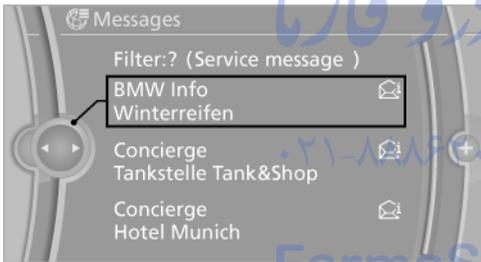 Messages
Filter:? (Service message )
BMW Info
Winterreifen
Concierge
Tankstelle Tank&Shop
Concierge
Hotel Munich